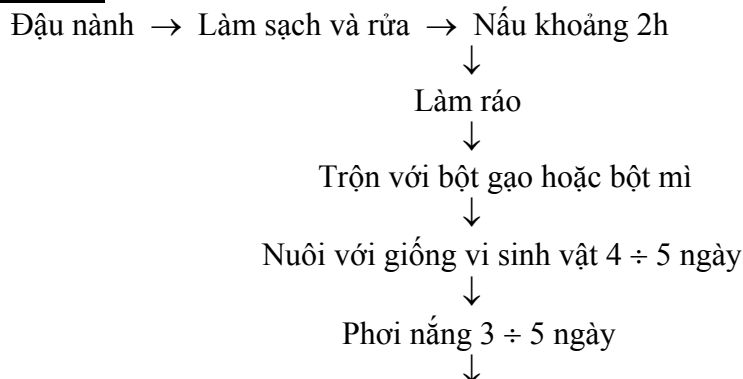 Đậu nành → Làm sạch và rửa → Nấu khoảng 2h
↓
Làm ráo
↓
Trộn với bột gạo hoặc bột mì
↓
Nuôi với giống vi sinh vật 4 ÷ 5 ngày
↓
Phơi nắng 3 ÷ 5 ngày
↓